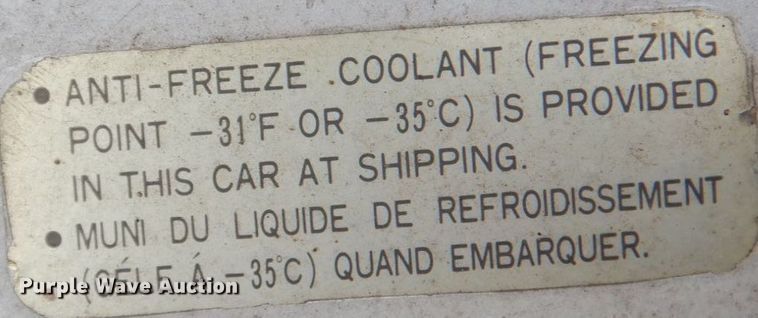 • ANTI-FREEZE COOLANT (FREEZING
POINT -31°F OR -35°C) IS PROVIDED
IN THIS CAR AT SHIPPING.
• MUNI DU LIQUIDE DE REFROIDISSEMENT
(GÉLE Á -35°C) QUAND EMBARQUER.
Purple Wave Auction